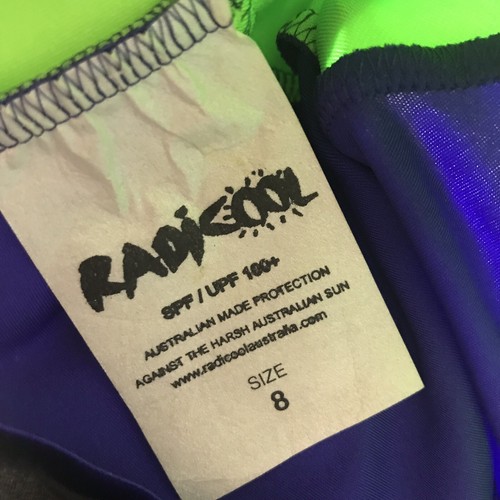 RADICOOL
SPF / UPF 100+
AUSTRALIAN MADE PROTECTION
AGAINST THE HARSH AUSTRALIAN SUN
www.radicoolaustralia.com
SIZE
8